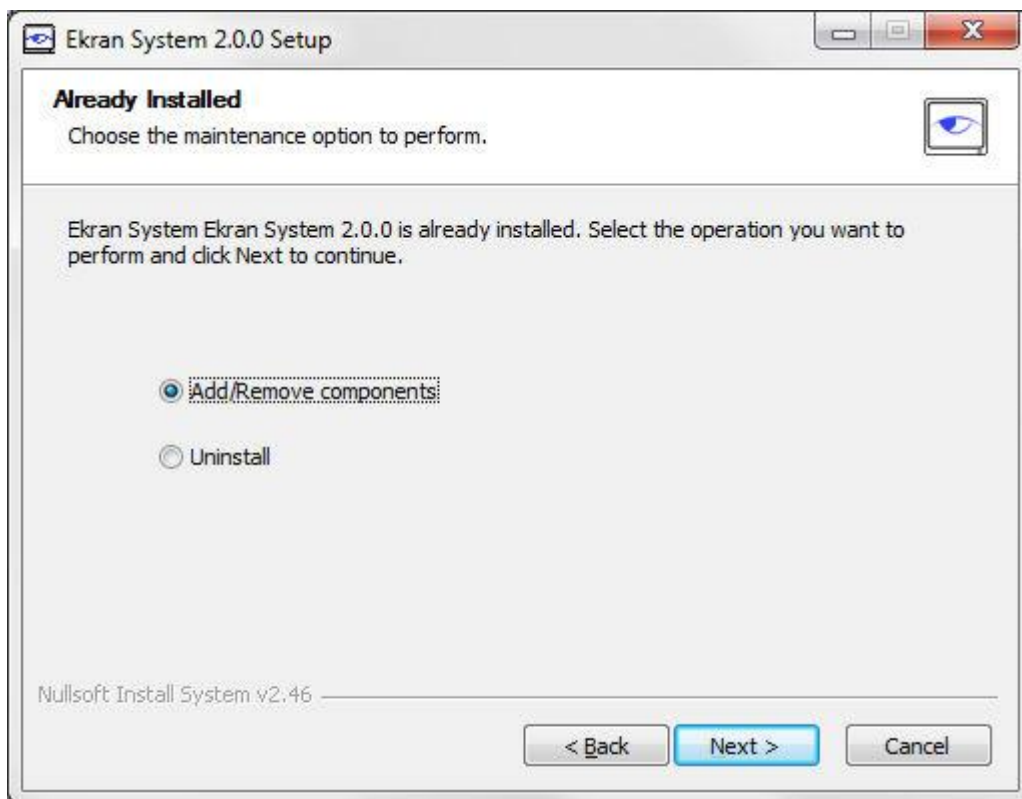 Ekran System 2.0.0 Setup
Already Installed
Choose the maintenance option to perform.
Ekran System Ekran System 2.0.0 is already installed. Select the operation you want to
perform and click Next to continue.
Add/Remove components
Uninstall
Nullsoft Install System v2.46
< Back
Next >
Cancel